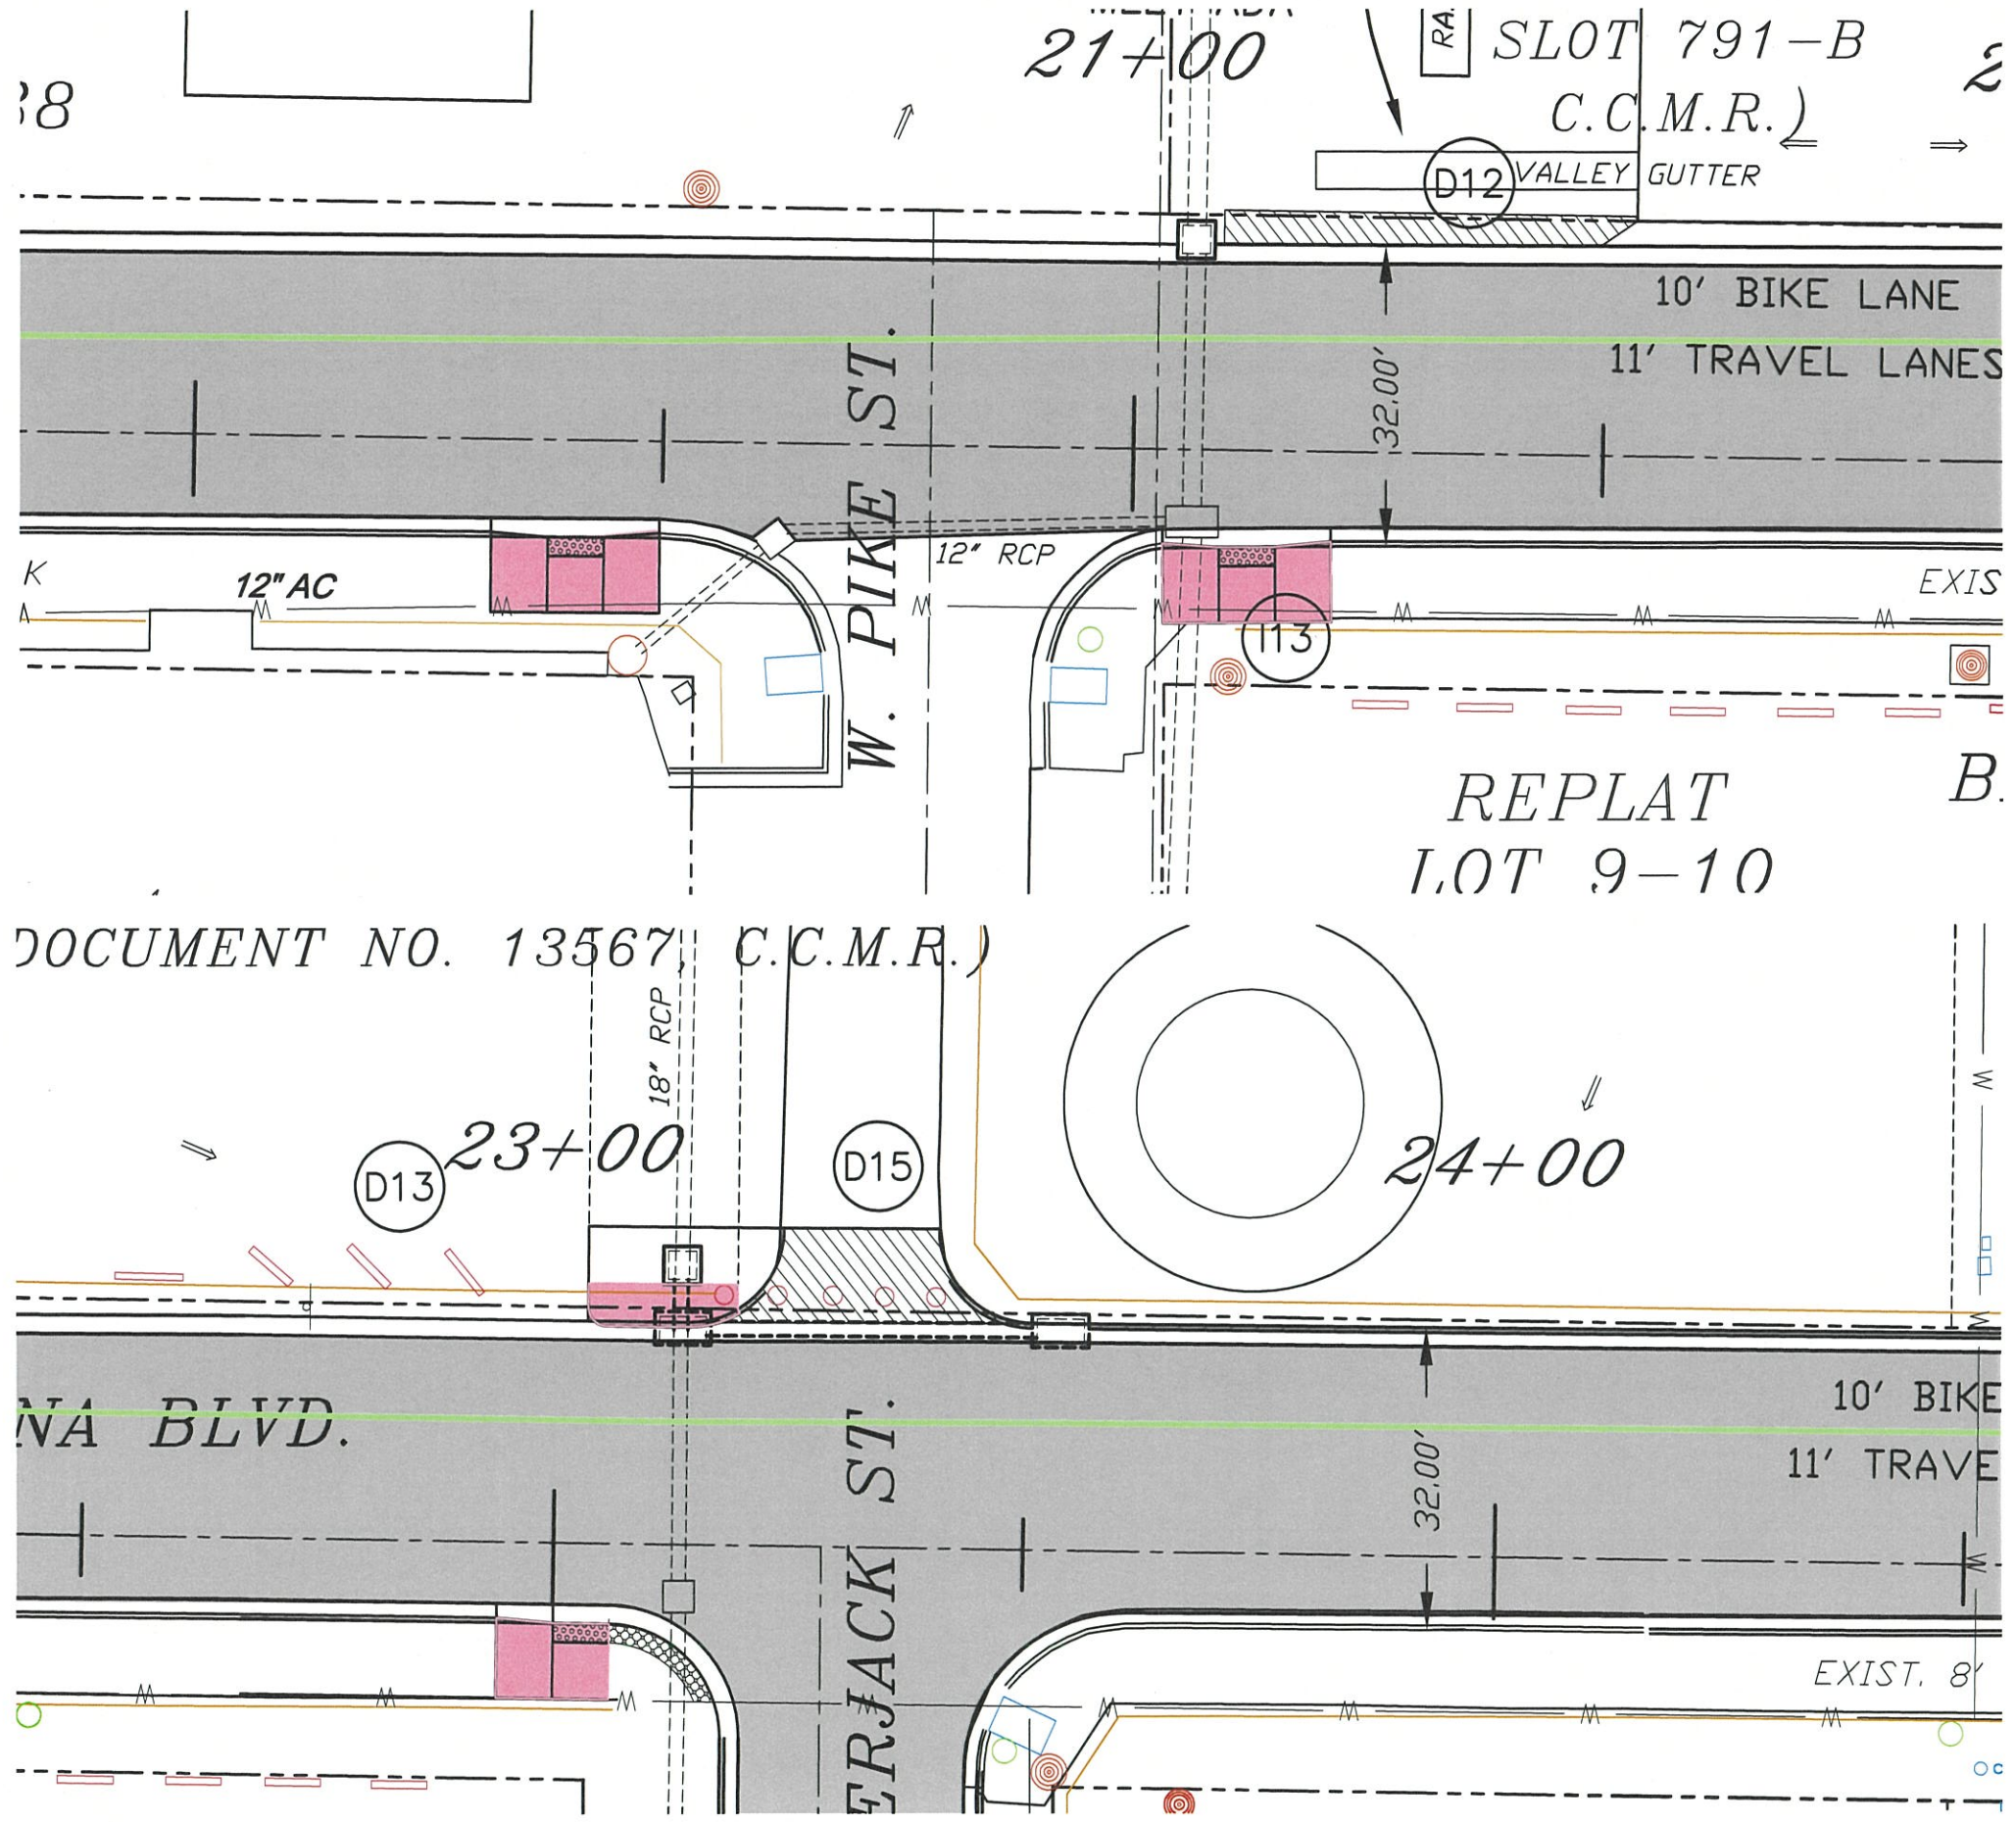 21+00
RA.
SLOT 791-B
C.C.M.R.)
D12
VALLEY GUTTER
10' BIKE LANE
11' TRAVEL LANES
32.00'
W. PIKE ST.
12" RCP
K
12" AC
W
W
W
W
W
W
W
EXIS
I13
REPLAT
LOT 9-10
B.
DOCUMENT NO. 13567, C.C.M.R.)
18" RCP
23+00
D13
D15
24+00
W
W
NA BLVD.
10' BIKE
11' TRAVE
32.00'
W
ERJACK ST.
EXIST. 8'
W
W
W
W
W
W
W
W